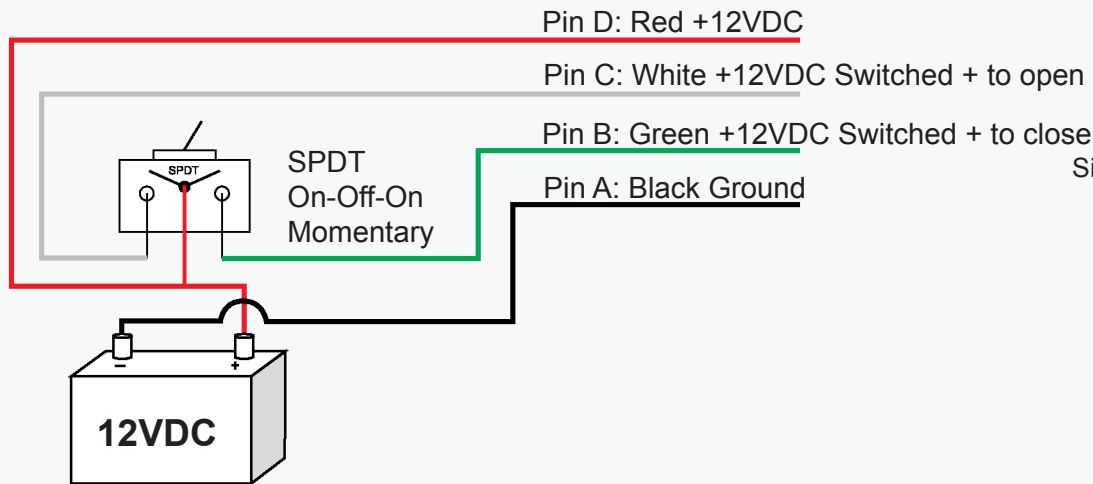 Pin D: Red +12VDC
Pin C: White +12VDC Switched + to open
Pin B: Green +12VDC Switched + to close
Si
Pin A: Black Ground
SPDT
SPDT
On-Off-On
Momentary
– +
12VDC